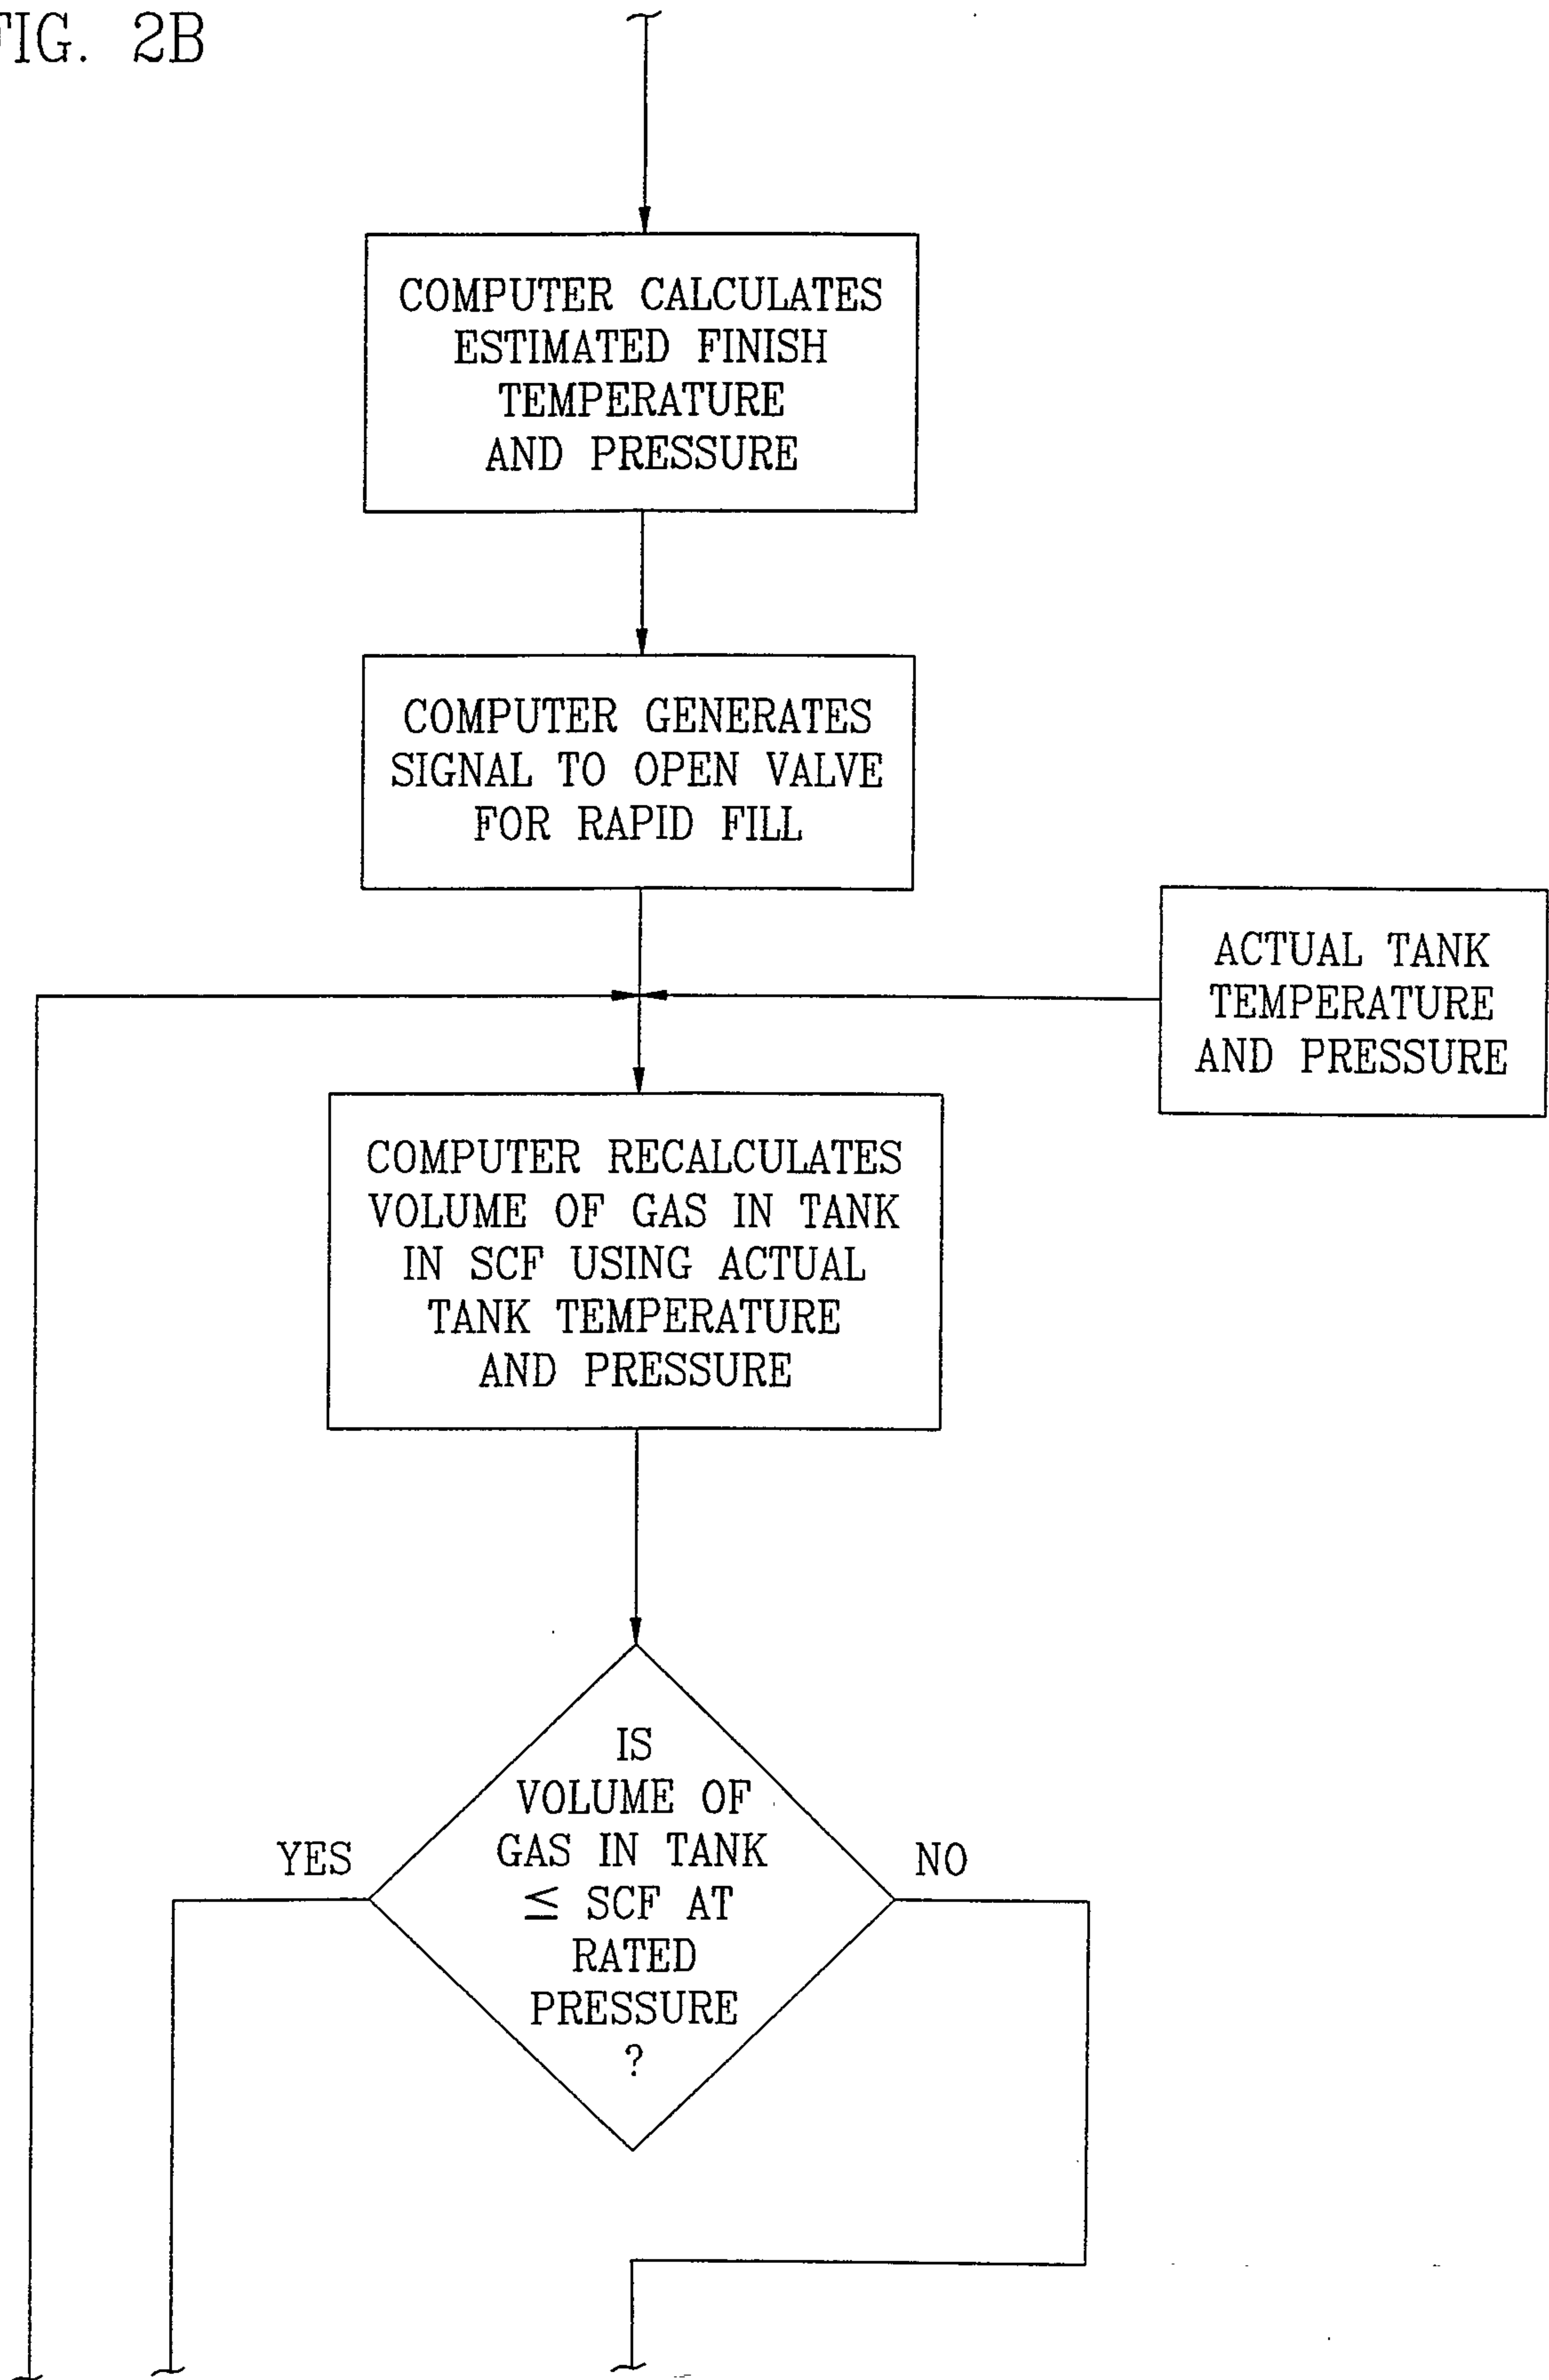 FIG. 2B
COMPUTER CALCULATES
ESTIMATED FINISH
TEMPERATURE
AND PRESSURE
COMPUTER GENERATES
SIGNAL TO OPEN VALVE
FOR RAPID FILL
ACTUAL TANK
TEMPERATURE
AND PRESSURE
COMPUTER RECALCULATES
VOLUME OF GAS IN TANK
IN SCF USING ACTUAL
TANK TEMPERATURE
AND PRESSURE
IS
VOLUME OF
GAS IN TANK
≤ SCF AT
RATED
PRESSURE
?
YES
NO